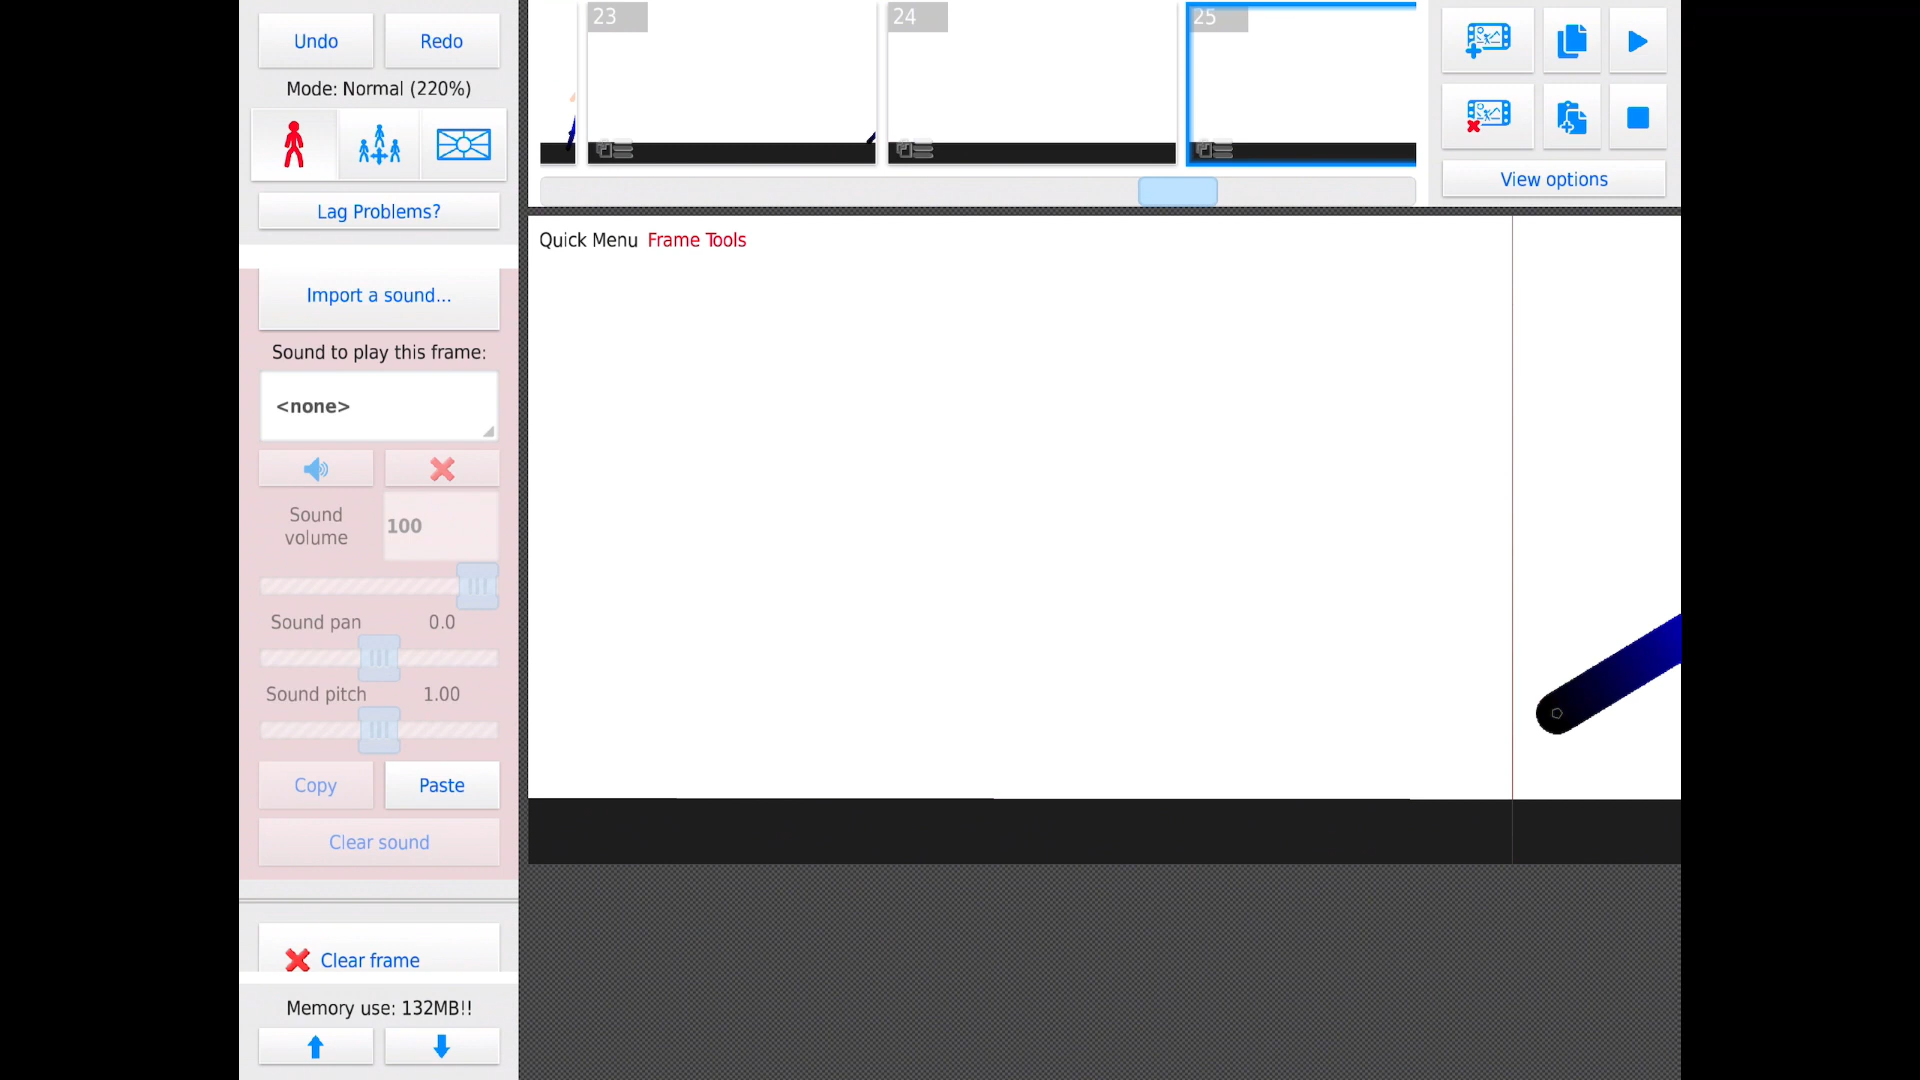 Undo
Redo
Mode: Normal (220%)
Lag Problems?
Import a sound...
Sound to play this frame:
<none>
Sound
volume
100
Sound pan
0.0
Sound pitch
1.00
Copy
Paste
Clear sound
Clear frame
Memory use: 132MB!!
23
24
25
View options
Quick Menu
Frame Tools